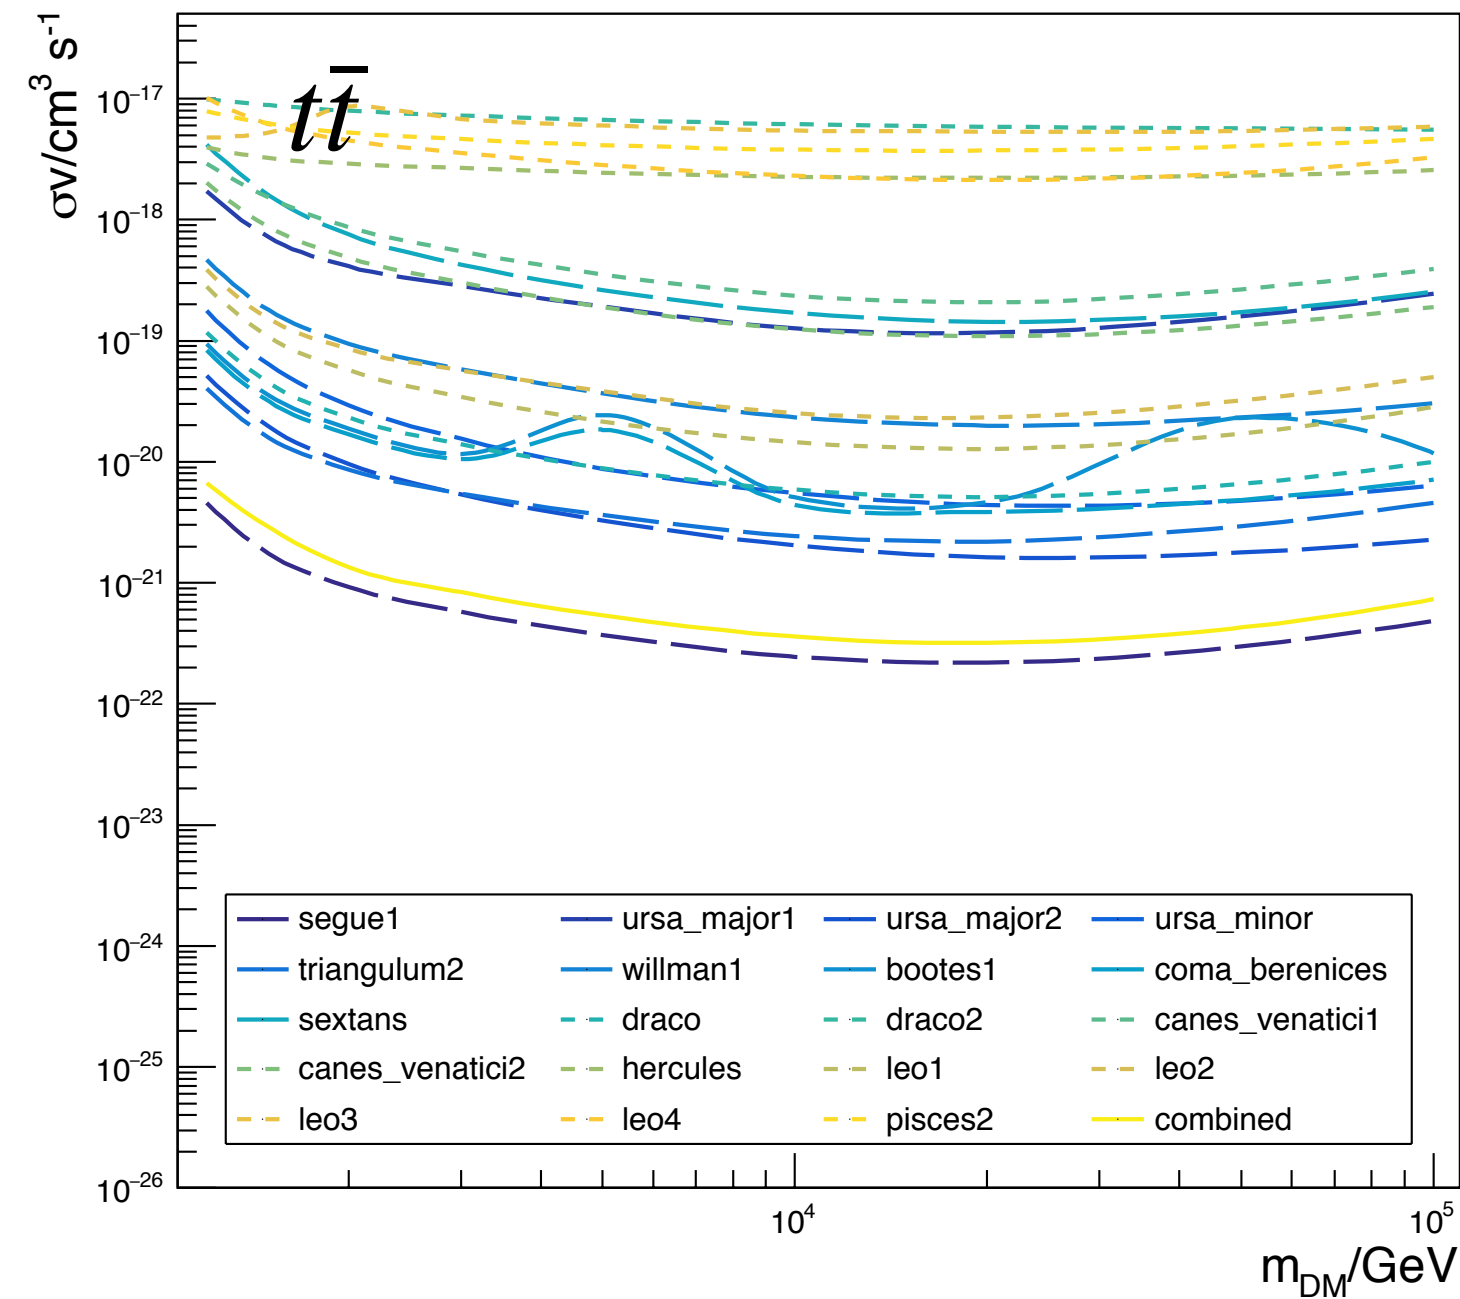 σv/cm³ s⁻¹
tt̅
10⁻¹⁷
10⁻¹⁸
10⁻¹⁹
10⁻²⁰
10⁻²¹
10⁻²²
10⁻²³
10⁻²⁴
10⁻²⁵
10⁻²⁶
segue1 ursa_major1 ursa_major2 ursa_minor
triangulum2 willman1 bootes1 coma_berenices
sextans draco draco2 canes_venatici1
canes_venatici2 hercules leo1 leo2
leo3 leo4 pisces2 combined
10⁴ 10⁵
m_DM/GeV